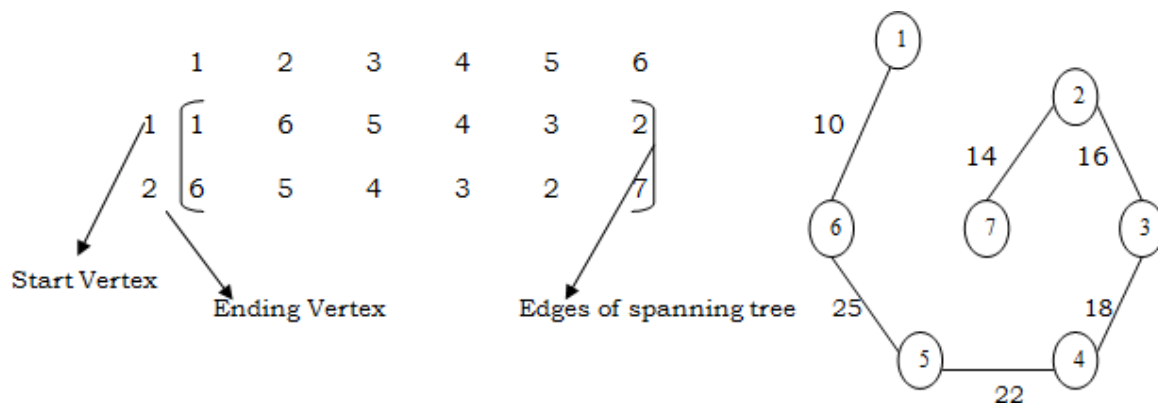 1 2 3 4 5 6
1 1 6 5 4 3 2
2 6 5 4 3 2 7
Start Vertex
Ending Vertex
Edges of spanning tree
1
10
2
14
16
6
7
3
25
18
5
4
22